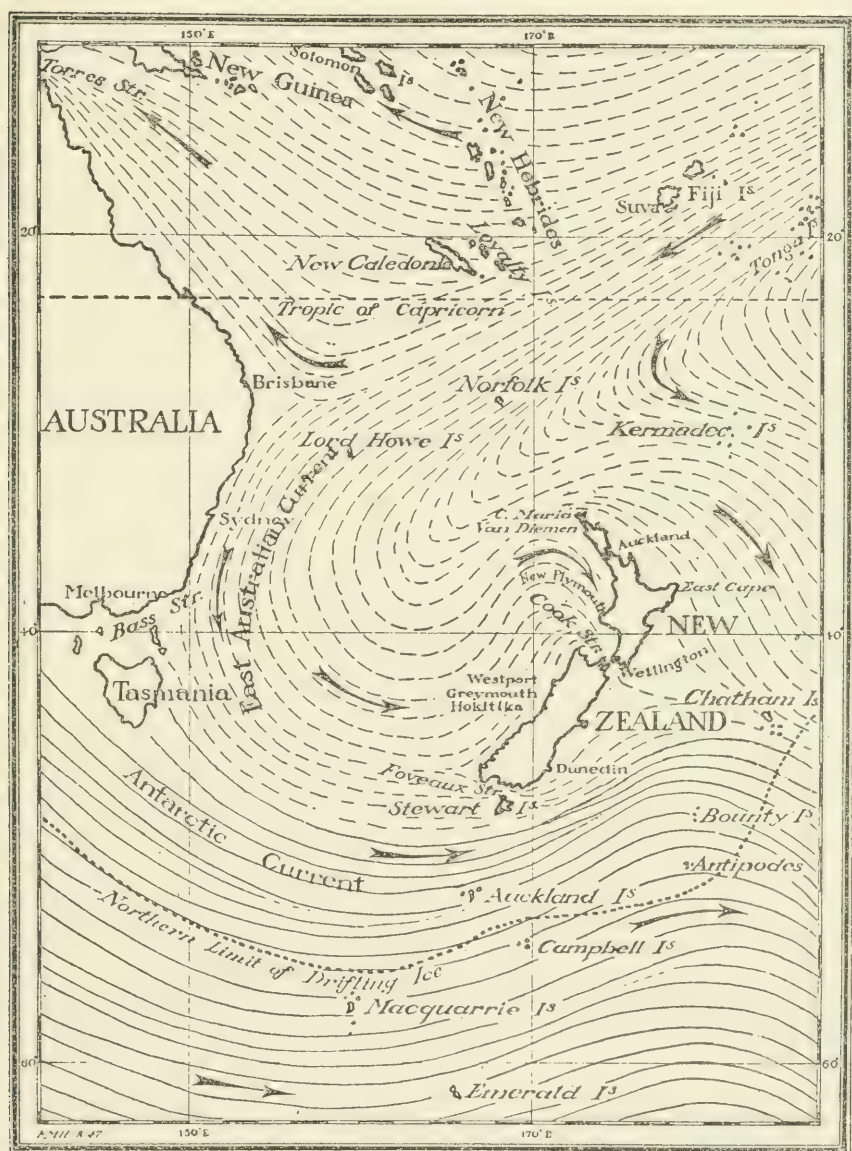 150°E
170°E
Torres Str.
New Guinea
Solomon Is
New Hebrides
Suva
Fiji Is
20°
20°
Tonga Is
New Caledonia
Loyalty Is
Tropic of Capricorn
Brisbane
Norfolk Is
AUSTRALIA
Lord Howe Is
Kermadec Is
East Australian Current
Sydney
C. Maria
Van Diemen
Auckland
New Plymouth
East Cape
Melbourne
Bass Str.
Cook Str.
NEW
40°
40°
Tasmania
Wellington
Westport
Greymouth
Hokitika
Chatham Is
ZEALAND
Foveaux Str.
Dunedin
Stewart Is
Antarctic
Current
Bounty Is
Antipodes
Auckland Is
Northern Limit of Drifting Ice
Campbell Is
Macquarrie Is
60°
60°
Emerald Is
150°E
170°E